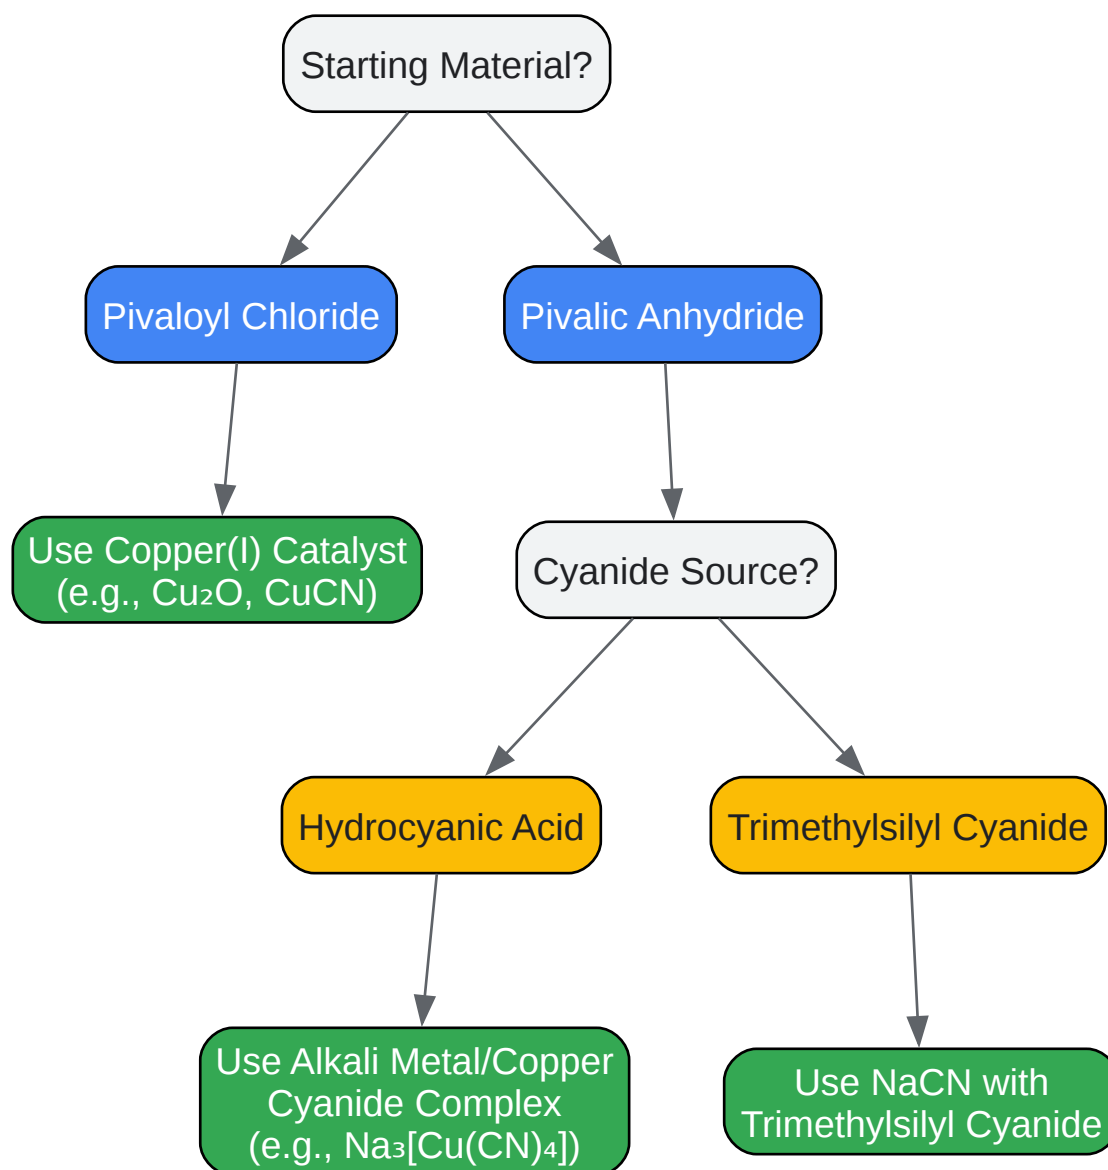 Starting Material?
Pivaloyl Chloride
Pivalic Anhydride
Use Copper(I) Catalyst
(e.g., Cu₂O, CuCN)
Cyanide Source?
Hydrocyanic Acid
Trimethylsilyl Cyanide
Use Alkali Metal/Copper
Cyanide Complex
(e.g., Na₃[Cu(CN)₄])
Use NaCN with
Trimethylsilyl Cyanide